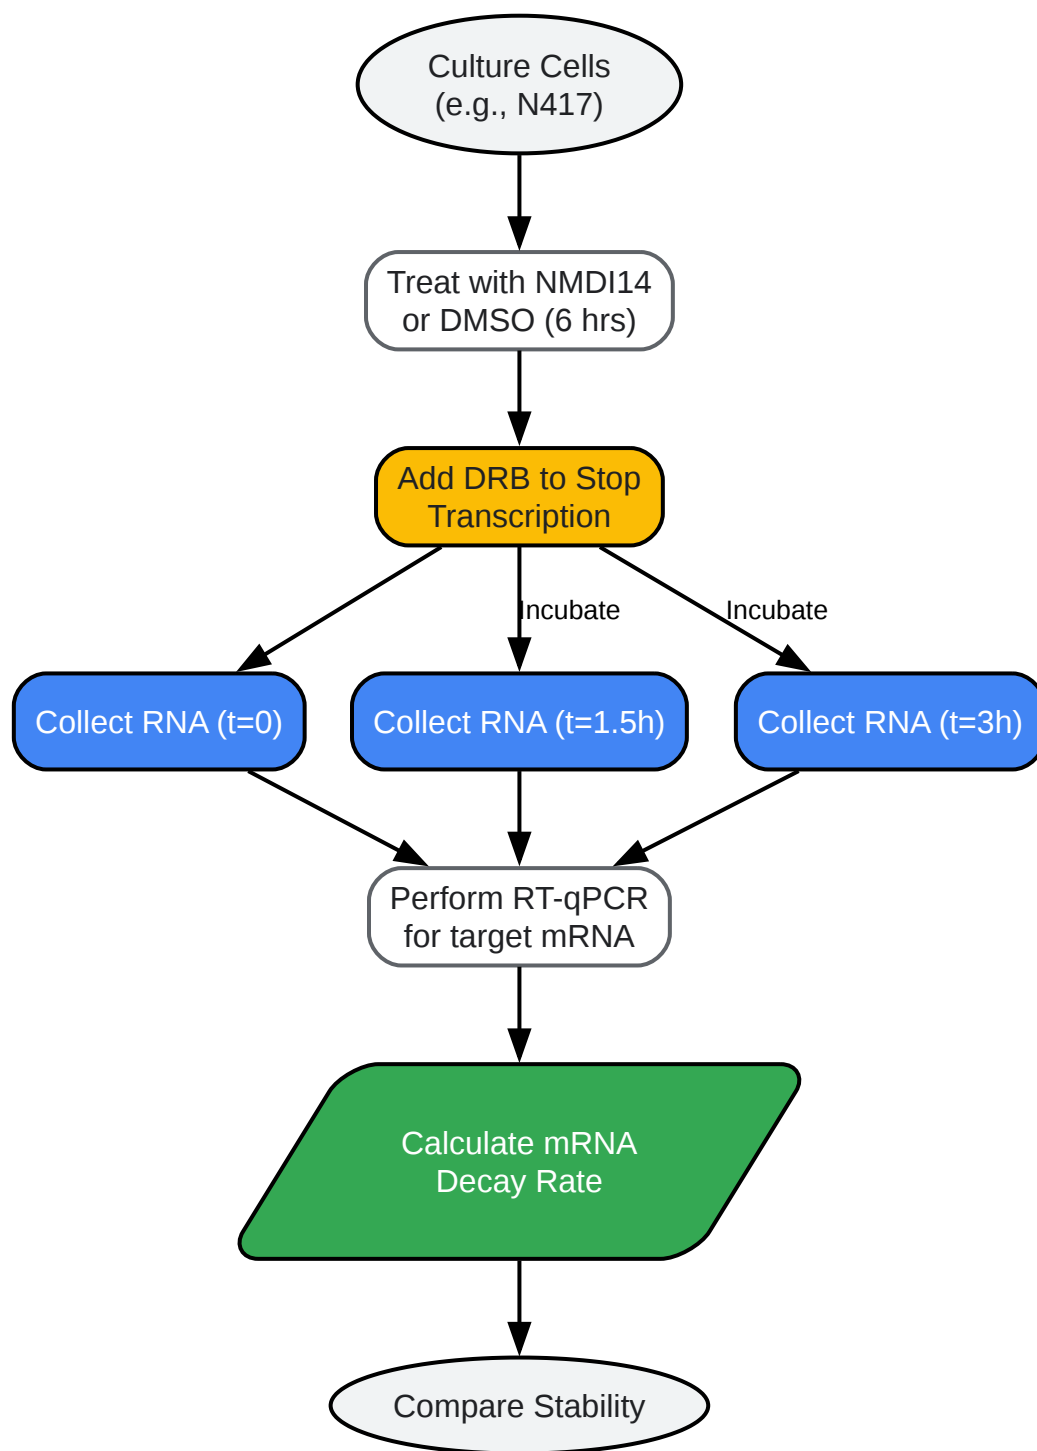 Culture Cells
(e.g., N417)
Treat with NMDI14
or DMSO (6 hrs)
Add DRB to Stop
Transcription
Incubate
Incubate
Collect RNA (t=0)
Collect RNA (t=1.5h)
Collect RNA (t=3h)
Perform RT-qPCR
for target mRNA
Calculate mRNA
Decay Rate
Compare Stability